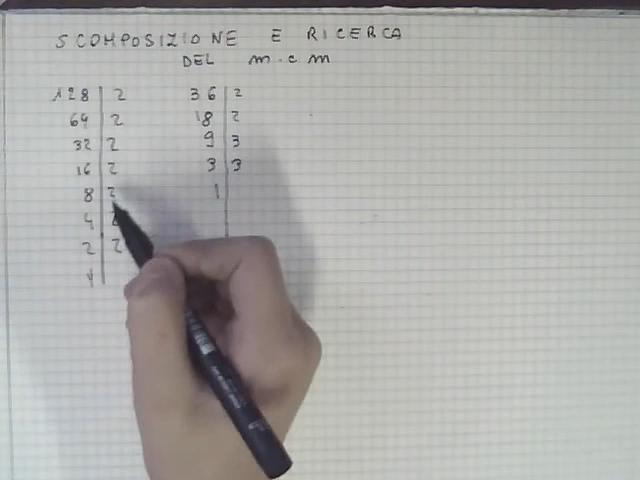 SCOMPOSIZIONE E RICERCA
DEL m.c m
128 | 2 36 | 2
64 | 2 18 | 2
32 | 2 9 | 3
16 | 2 3 | 3
8 | 2 1 |
4 | 2
2 | 2
1 |